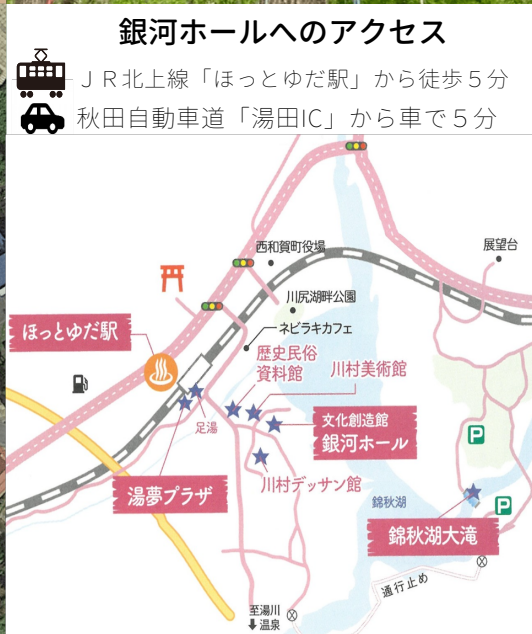 銀河ホールへのアクセス
ＪＲ北上線「ほっとゆだ駅」から徒歩５分
秋田自動車道「湯田IC」から車で５分
西和賀町役場
展望台
川尻湖畔公園
ネビラキカフェ
ほっとゆだ駅
歴史民俗
資料館
川村美術館
足湯
文化創造館
銀河ホール
P
湯夢プラザ
川村デッサン館
錦秋湖
P
錦秋湖大滝
通行止め
至湯川
温泉